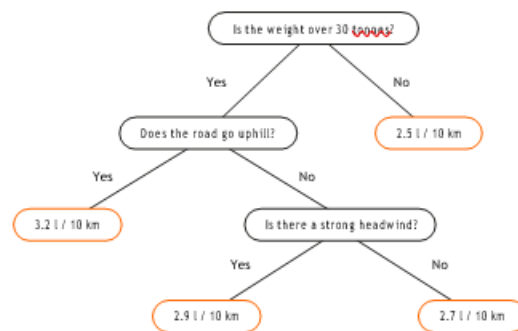 Is the weight over 30 tonnes?
Yes
No
Does the road go uphill?
2.5 l / 10 km
Yes
No
3.2 l / 10 km
Is there a strong headwind?
Yes
No
2.9 l / 10 km
2.7 l / 10 km